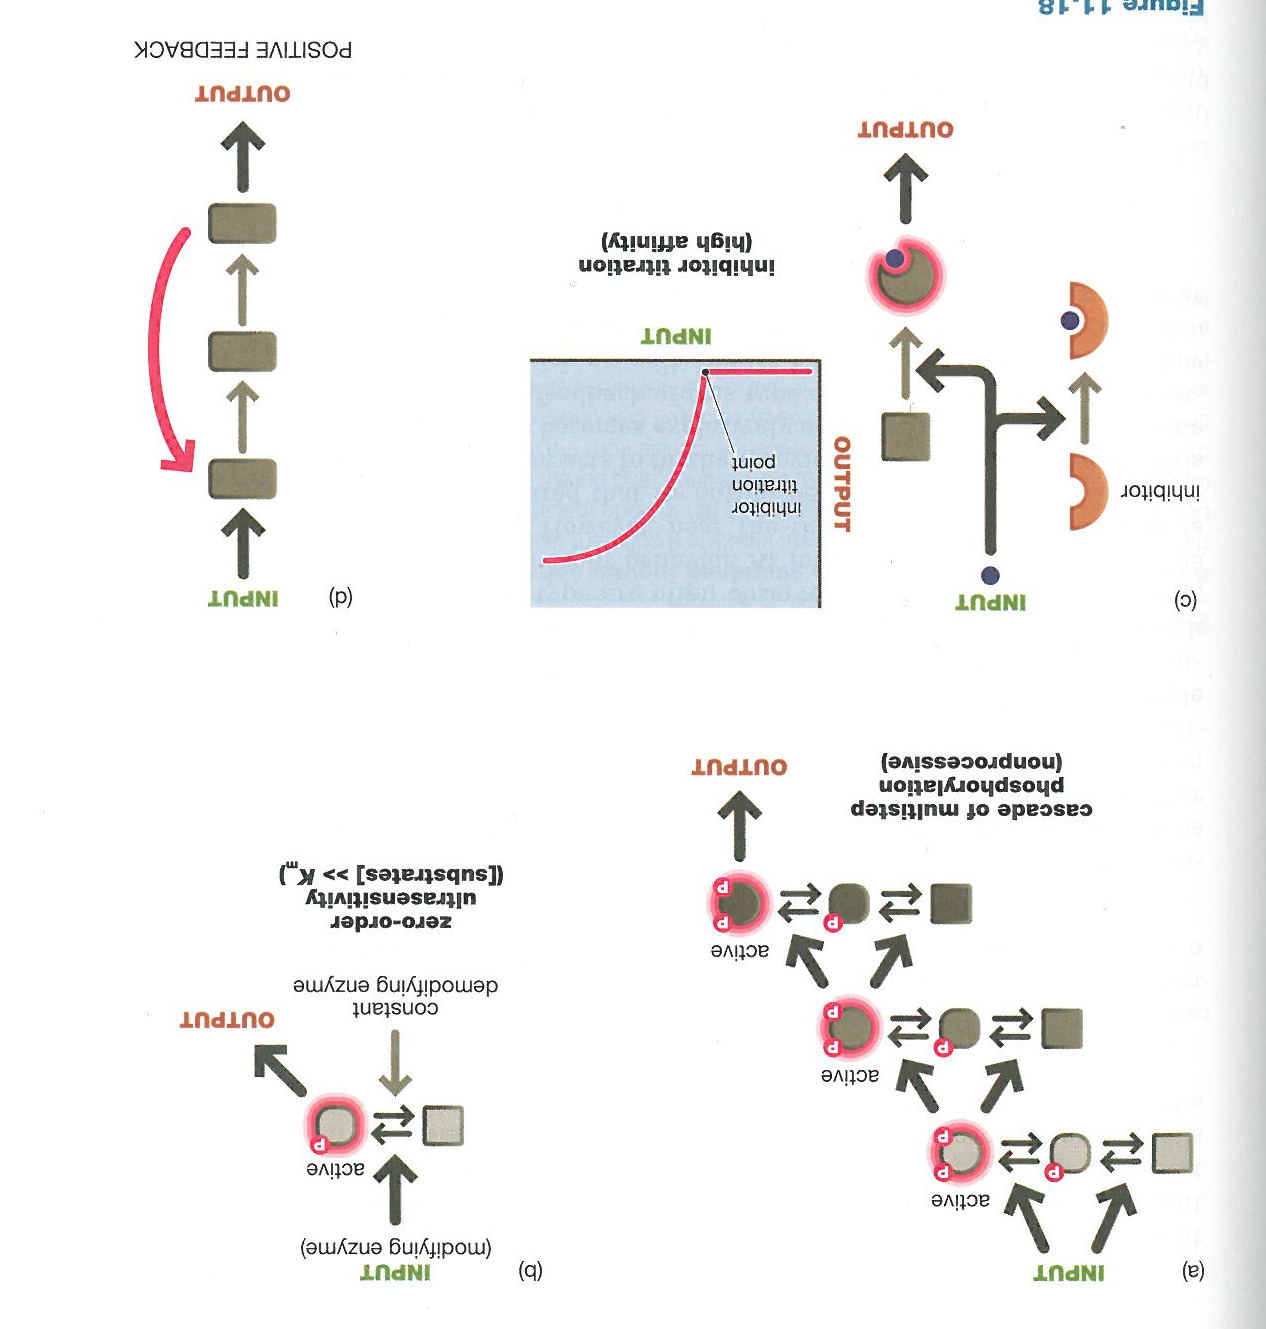 (a)
INPUT
active
P
P
P
active
P
P
P
active
P
P
P
OUTPUT
cascade of multistep
phosphorylation
(nonprocessive)
(b)
INPUT
(modifying enzyme)
active
P
constant
demodifying enzyme
OUTPUT
zero-order
ultrasensitivity
([substrates] >> Km)
(c)
INPUT
inhibitor
OUTPUT
OUTPUT
inhibitor
titration
point
INPUT
inhibitor titration
(high affinity)
(d)
INPUT
OUTPUT
POSITIVE FEEDBACK
Figure 11.18